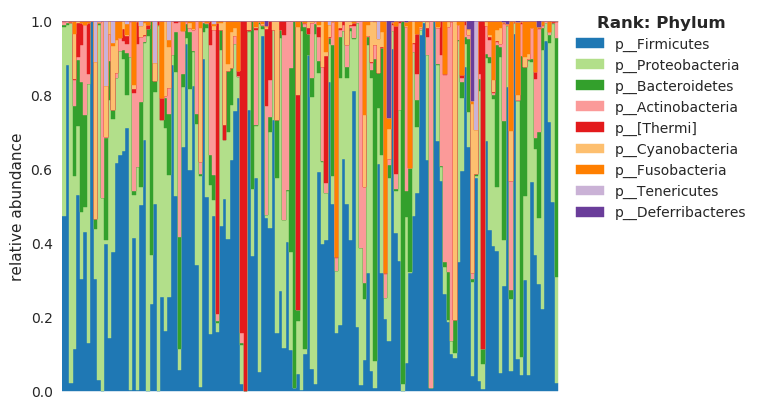 Rank: Phylum
p__Firmicutes
p__Proteobacteria
p__Bacteroidetes
p__Actinobacteria
p__[Thermi]
p__Cyanobacteria
p__Fusobacteria
p__Tenericutes
p__Deferribacteres
relative abundance
1.0
0.8
0.6
0.4
0.2
0.0